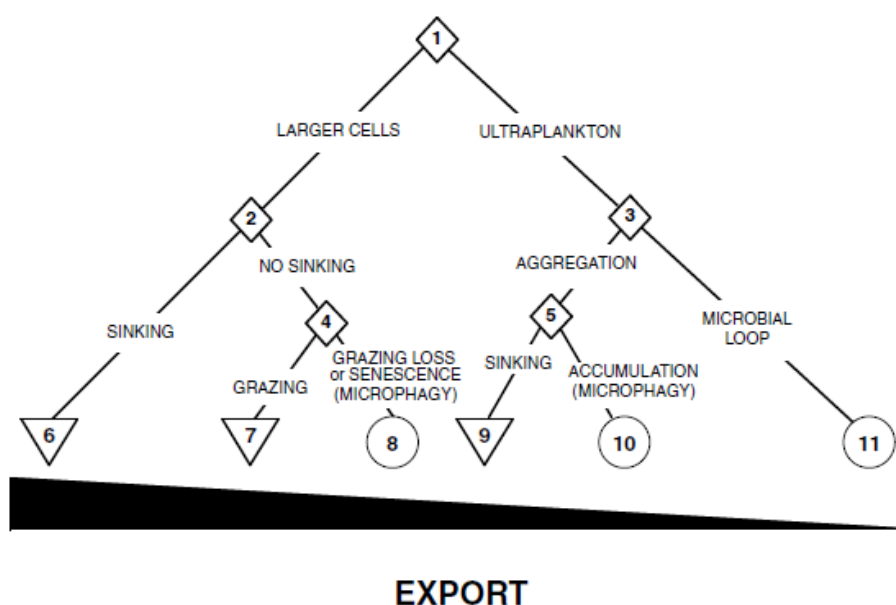 1
LARGER CELLS
ULTRAPLANKTON
2
3
NO SINKING
AGGREGATION
SINKING
4
5
MICROBIAL
LOOP
GRAZING LOSS
or SENESCENCE
(MICROPHAGY)
SINKING
ACCUMULATION
(MICROPHAGY)
GRAZING
6
7
8
9
10
11
EXPORT